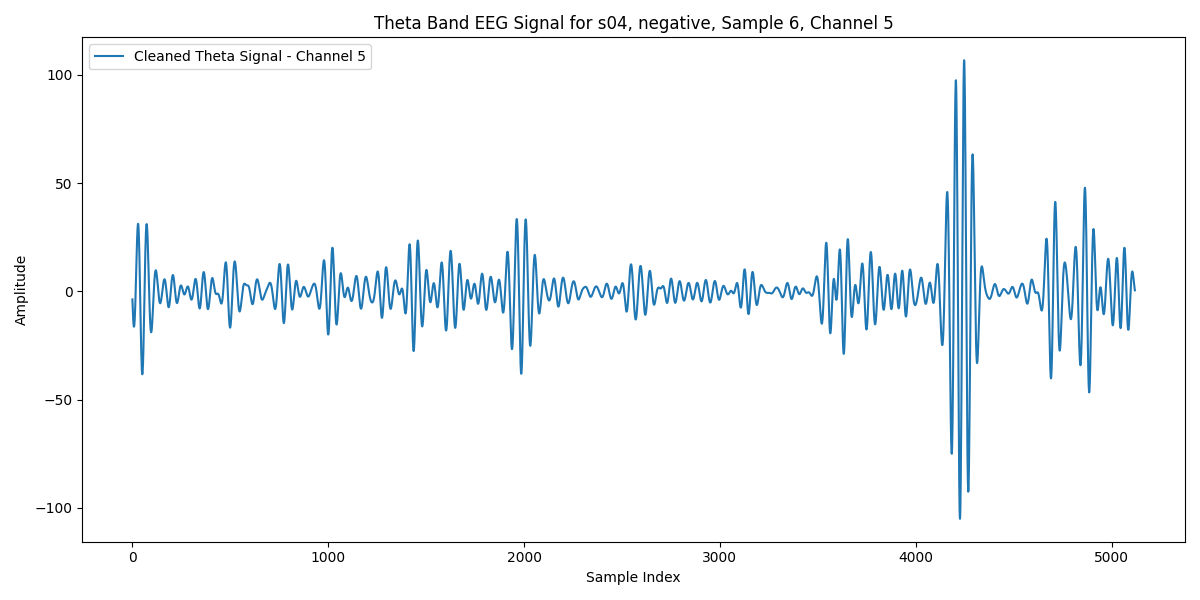 Theta Band EEG Signal for s04, negative, Sample 6, Channel 5
Cleaned Theta Signal - Channel 5
100
50
0
−50
−100
Amplitude
0 1000 2000 3000 4000 5000
Sample Index